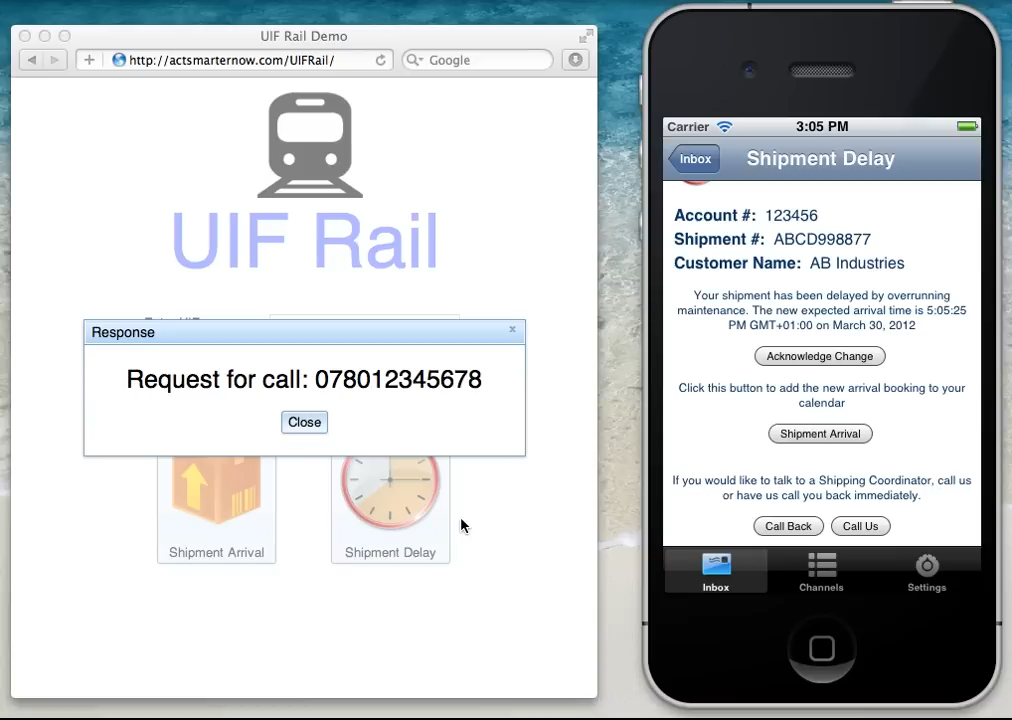 UIF Rail Demo
http://actsmarternow.com/UIFRail/
Google
UIF Rail
Response
Request for call: 078012345678
Close
Shipment Arrival
Shipment Delay
Carrier
3:05 PM
Inbox
Shipment Delay
Account #: 123456
Shipment #: ABCD998877
Customer Name: AB Industries
Your shipment has been delayed by overrunning
maintenance. The new expected arrival time is 5:05:25
PM GMT+01:00 on March 30, 2012
Acknowledge Change
Click this button to add the new arrival booking to your
calendar
Shipment Arrival
If you would like to talk to a Shipping Coordinator, call us
or have us call you back immediately.
Call Back
Call Us
Inbox
Channels
Settings